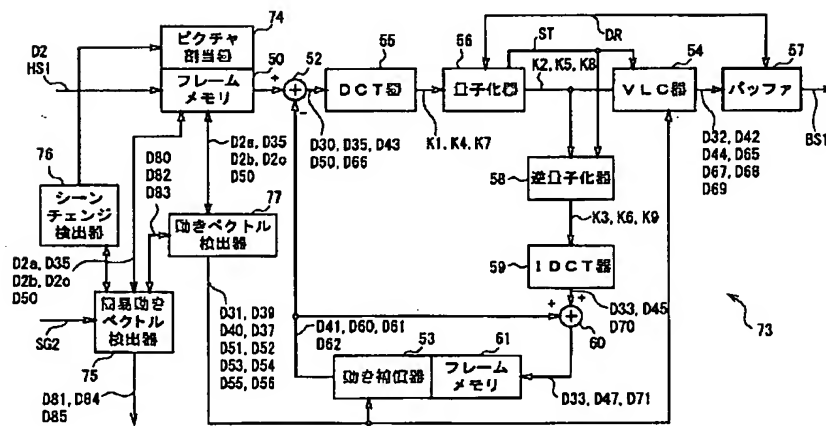 74
ピクチャ
割当部
D2
HS1
50
フレーム
メモリ
+
52
-
55
DCT器
D30, D35, D43
D50, D66
56
量子化器
K1, K4, K7
ST
DR
K2, K5, K8
54
VLC器
57
バッファ
D32, D42
D44, D65
D67, D68
D69
BS1
76
シーン
チェンジ
検出器
D80
D82
D83
D2a, D35
D2b, D2c
D50
77
動きベクトル
検出器
58
逆量子化器
K3, K6, K9
59
IDCT器
D2a, D35
D2b, D2c
D50
SG2
簡易動き
ベクトル
検出器
75
D81, D84
D85
D31, D39
D40, D37
D51, D52
D53, D54
D55, D56
D41, D60, D61
D62
53
動き補償器
61
フレーム
メモリ
+
+
D33, D45
D70
60
D33, D47, D71
73